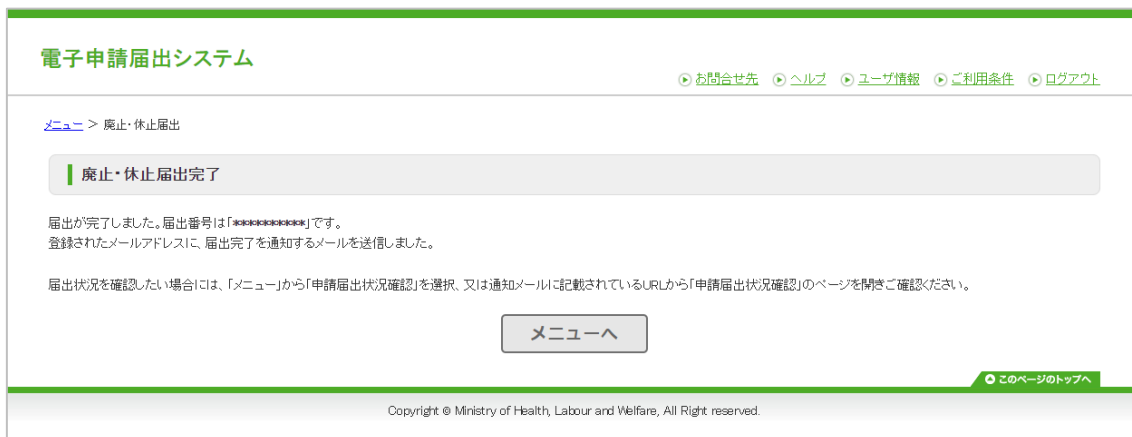 電子申請届出システム
お問合せ先 ヘルプ ユーザ情報 ご利用条件 ログアウト
メニュー > 廃止・休止届出
廃止・休止届出完了
届出が完了しました。届出番号は「***********」です。
登録されたメールアドレスに、届出完了を通知するメールを送信しました。
届出状況を確認したい場合には、「メニュー」から「申請届出状況確認」を選択、又は通知メールに記載されているURLから「申請届出状況確認」のページを開きご確認ください。
メニューへ
このページのトップへ
Copyright © Ministry of Health, Labour and Welfare, All Right reserved.